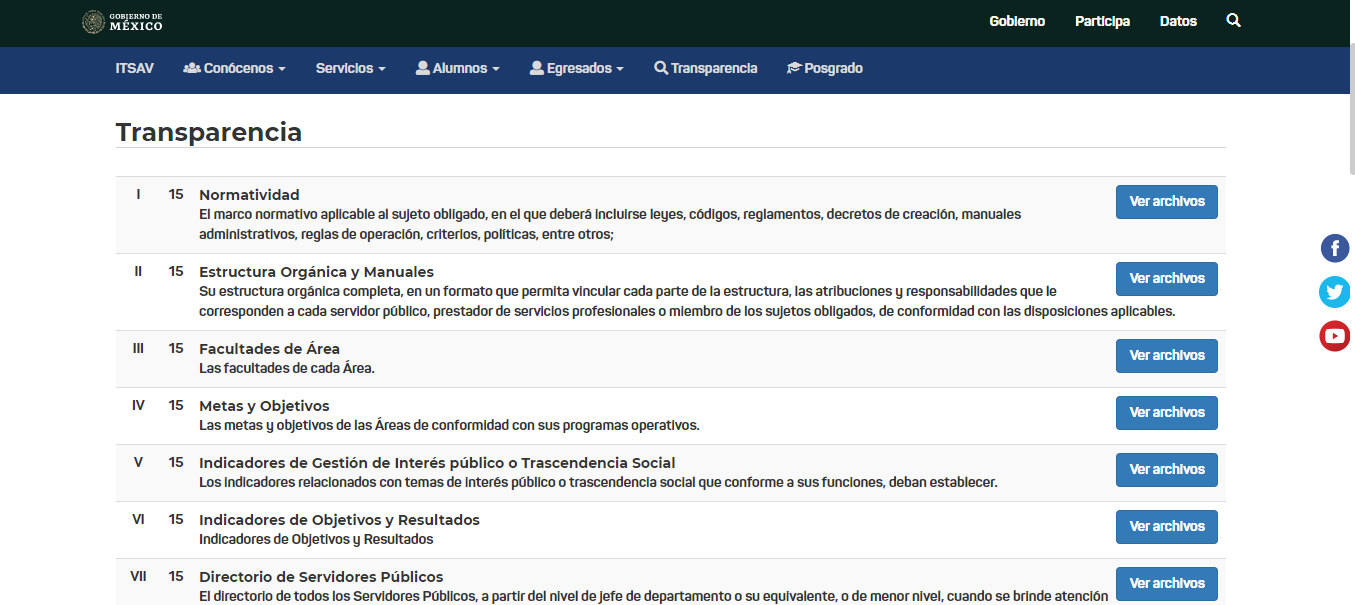 GOBIERNO DE
MÉXICO
Gobierno Participa Datos
ITSAV Conócenos Servicios Alumnos Egresados Transparencia Posgrado
Transparencia
I 15 Normatividad Ver archivos
El marco normativo aplicable al sujeto obligado, en el que deberá incluirse leyes, códigos, reglamentos, decretos de creación, manuales
administrativos, reglas de operación, criterios, políticas, entre otros;
II 15 Estructura Orgánica y Manuales Ver archivos
Su estructura orgánica completa, en un formato que permita vincular cada parte de la estructura, las atribuciones y responsabilidades que le
corresponden a cada servidor público, prestador de servicios profesionales o miembro de los sujetos obligados, de conformidad con las disposiciones aplicables.
III 15 Facultades de Área Ver archivos
Las facultades de cada Área.
IV 15 Metas y Objetivos Ver archivos
Las metas y objetivos de las Áreas de conformidad con sus programas operativos.
V 15 Indicadores de Gestión de Interés público o Trascendencia Social Ver archivos
Los indicadores relacionados con temas de interés público o trascendencia social que conforme a sus funciones, deban establecer.
VI 15 Indicadores de Objetivos y Resultados Ver archivos
Indicadores de Objetivos y Resultados
VII 15 Directorio de Servidores Públicos Ver archivos
El directorio de todos los Servidores Públicos, a partir del nivel de jefe de departamento o su equivalente, o de menor nivel, cuando se brinde atención